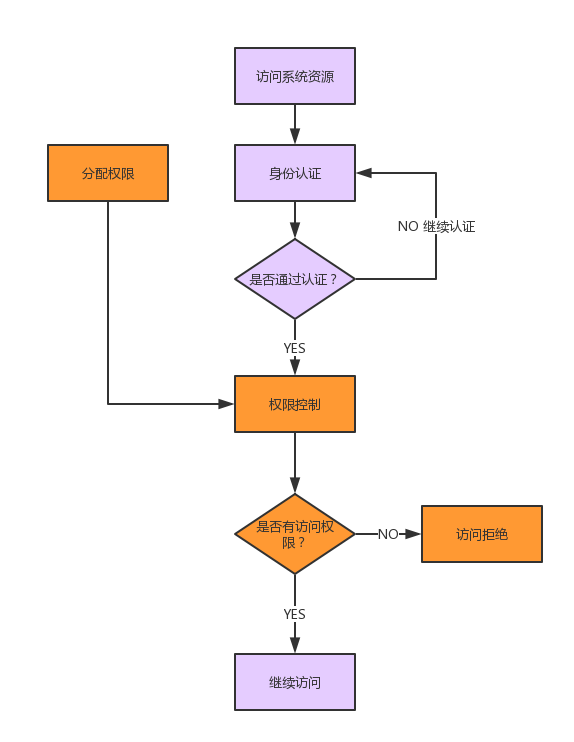 访问系统资源
分配权限
身份认证
NO 继续认证
是否通过认证？
YES
权限控制
是否有访问权
限？
NO
访问拒绝
YES
继续访问